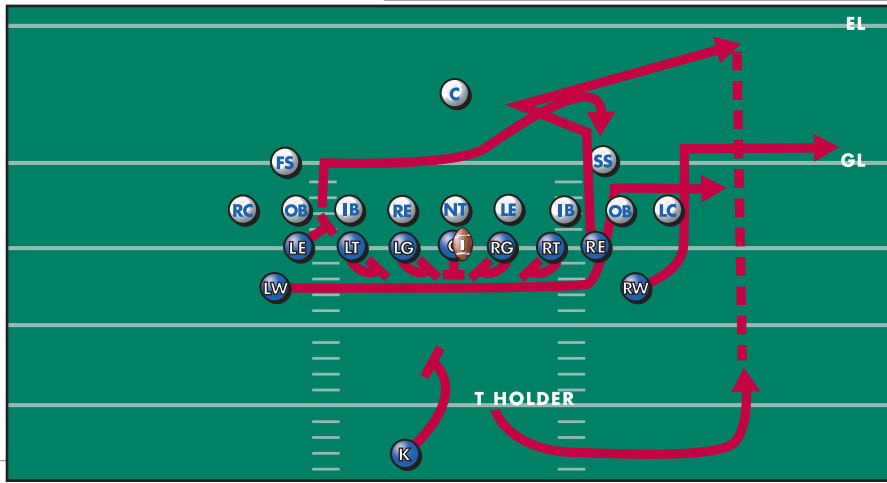 EL
C
FS SS GL
RC OB IB RE NT LE IB OB LC
LE LT LG C RG RT RE
LW RW
T HOLDER
K